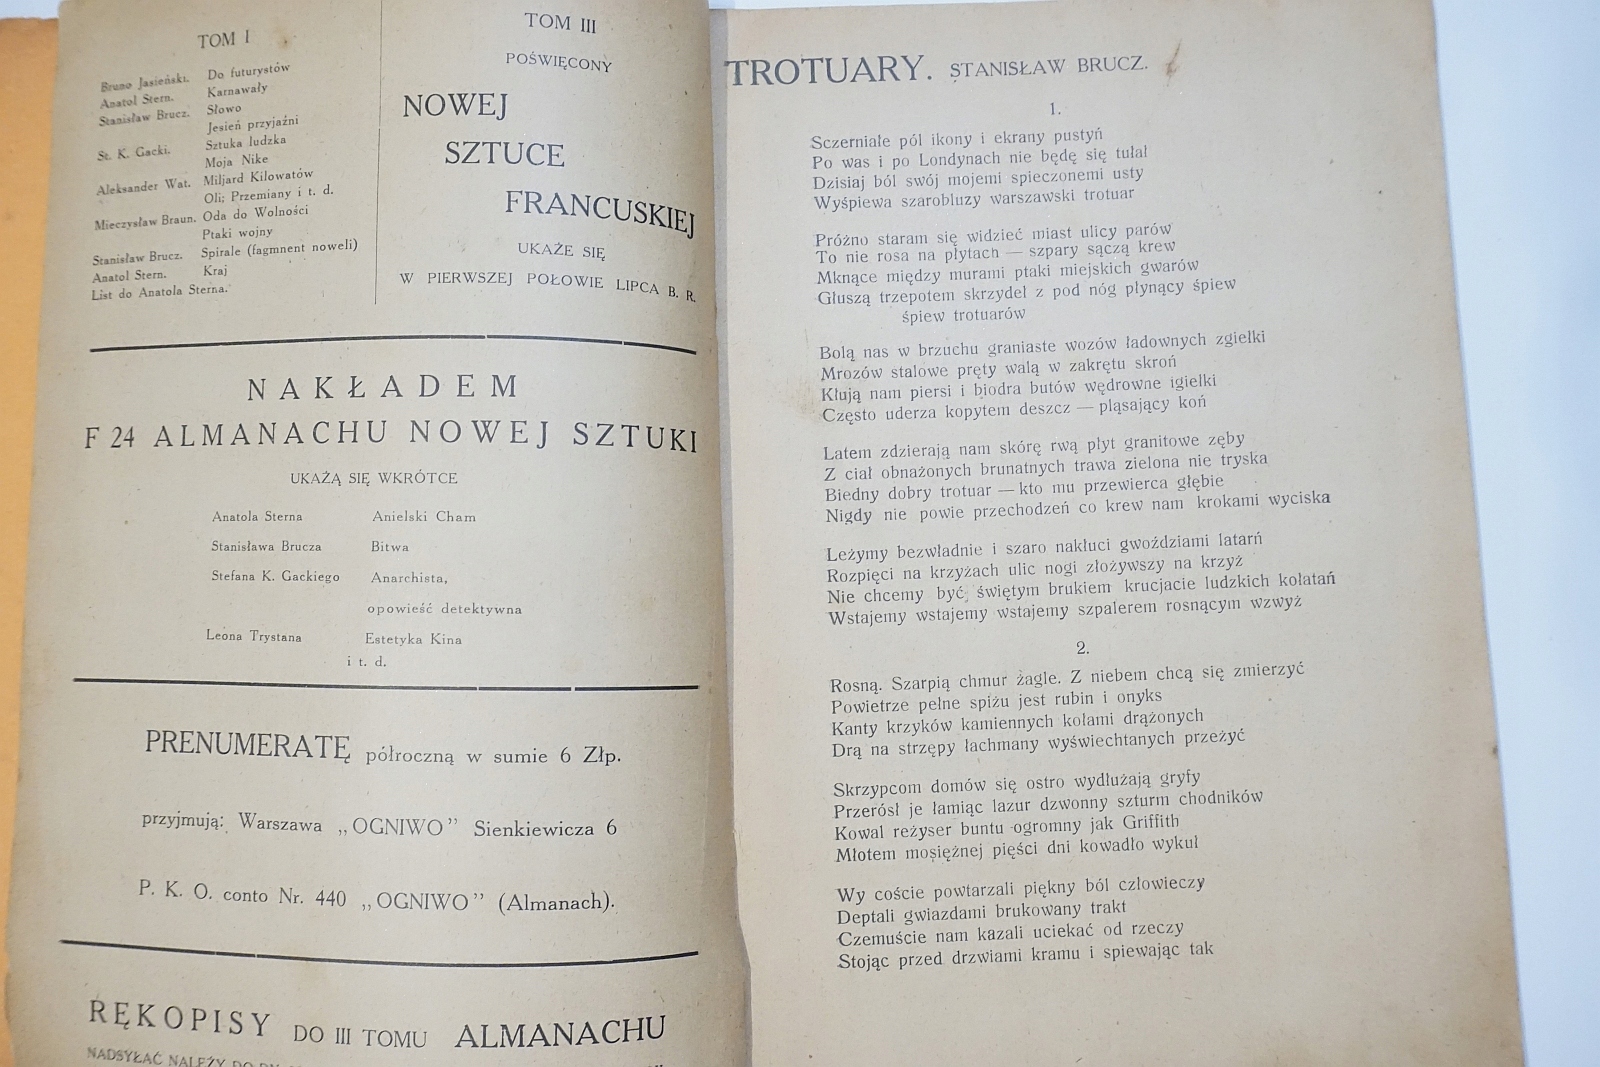 TOM I
Bruno Jasieński. Do futurystów
Anatol Stern. Karnawały
Stanisław Brucz. Słowo
Jesień przyjaźni
St. K. Gacki. Sztuka ludzka
Moja Nike
Aleksander Wat. Miljard Kilowatów
Oli; Przemiany i t. d.
Mieczysław Braun. Oda do Wolności
Ptaki wojny
Stanisław Brucz. Spirale (fagmnent noweli)
Anatol Stern. Kraj
List do Anatola Sterna.
TOM III
POŚWIĘCONY
NOWEJ
SZTUCE
FRANCUSKIEJ
UKAŻE SIĘ
W PIERWSZEJ POŁOWIE LIPCA B. R.
NAKŁADEM
F 24 ALMANACHU NOWEJ SZTUKI
UKAŻĄ SIĘ WKRÓTCE
Anatola Sterna Anielski Cham
Stanisława Brucza Bitwa
Stefana K. Gackiego Anarchista,
opowieść detektywna
Leona Trystana Estetyka Kina
i t. d.
PRENUMERATĘ półroczną w sumie 6 Złp.
przyjmują: Warszawa „OGNIWO” Sienkiewicza 6
P. K. O. conto Nr. 440 „OGNIWO” (Almanach).
RĘKOPISY DO III TOMU ALMANACHU
NADSYŁAĆ NALEŻY DO
TROTUARY. STANISŁAW BRUCZ.
1.
Sczerniałe pól ikony i ekrany pustyń
Po was i po Londynach nie będę się tułał
Dzisiaj ból swój mojemi spieczonemi usty
Wyśpiewa szarobluzy warszawski trotuar
Próżno staram się widzieć miast ulicy parów
To nie rosa na płytach — szpary sączą krew
Mknące między murami ptaki miejskich gwarów
Głuszą trzepotem skrzydeł z pod nóg płynący śpiew
śpiew trotuarów
Bolą nas w brzuchu graniaste wozów ładownych zgiełki
Mrozów stalowe pręty walą w zakrętu skroń
Kłują nam piersi i biodra butów wędrowne igiełki
Często uderza kopytem deszcz — pląsający koń
Latem zdzierają nam skórę rwą płyt granitowe zęby
Z ciał obnażonych brunatnych trawa zielona nie tryska
Biedny dobry trotuar — kto mu przewierca głębie
Nigdy nie powie przechodzeń co krew nam krokami wyciska
Leżymy bezwładnie i szaro nakłuci gwoździami latarń
Rozpięci na krzyżach ulic nogi złożywszy na krzyż
Nie chcemy być świętym brukiem krucjacie ludzkich kołatań
Wstajemy wstajemy wstajemy szpalerem rosnącym wzwyż
2.
Rosną. Szarpią chmur żagle. Z niebem chcą się zmierzyć
Powietrze pełne spiżu jest rubin i onyks
Kanty krzyków kamiennych kołami drążonych
Drą na strzępy łachmany wyświechtanych przeżyć
Skrzypcom domów się ostro wydłużają gryfy
Przerósł je łamiąc lazur dzwonny szturm chodników
Kowal reżyser buntu ogromny jak Griffith
Młotem mosiężnej pięści dni kowadło wykuł
Wy coście powtarzali piękny ból człowieczy
Deptali gwiazdami brukowany trakt
Czemuście nam kazali uciekać od rzeczy
Stojąc przed drzwiami kramu i spiewając tak